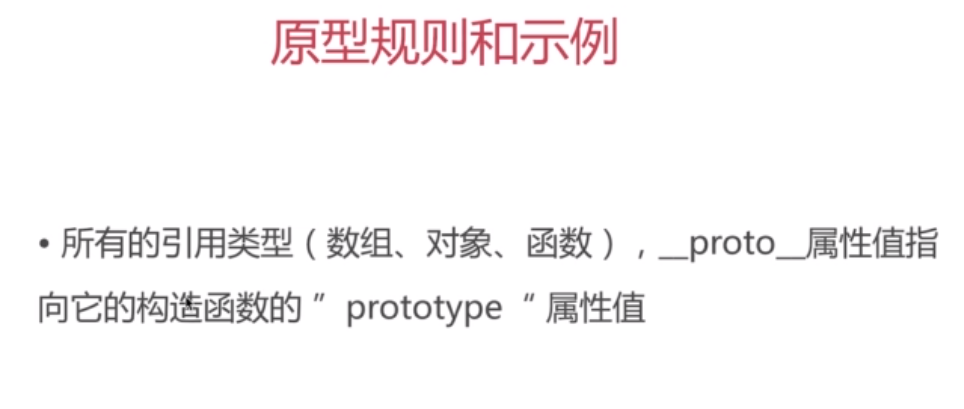 原型规则和示例
• 所有的引用类型（数组、对象、函数），__proto__属性值指
向它的构造函数的 ” prototype “ 属性值